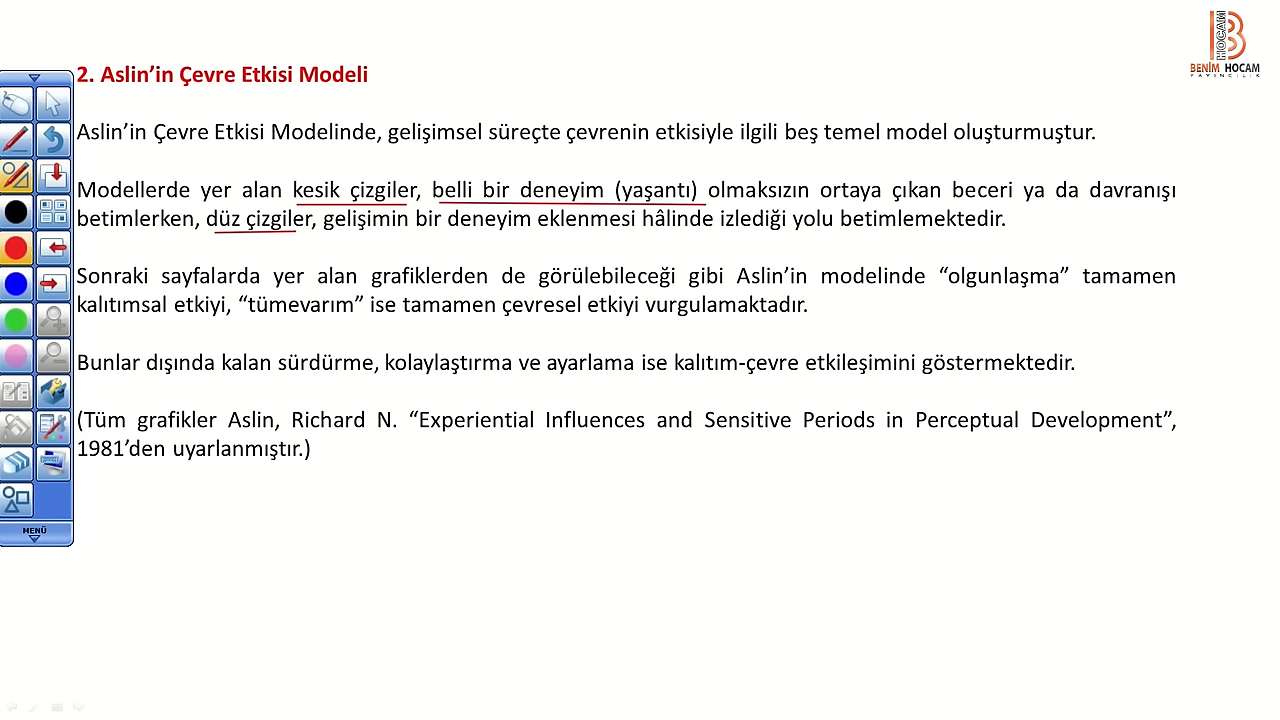 BENİM HOCAM
YAYINCILIK
2. Aslin’in Çevre Etkisi Modeli
Aslin’in Çevre Etkisi Modelinde, gelişimsel süreçte çevrenin etkisiyle ilgili beş temel model oluşturmuştur.
Modellerde yer alan kesik çizgiler, belli bir deneyim (yaşantı) olmaksızın ortaya çıkan beceri ya da davranışı
betimlerken, düz çizgiler, gelişimin bir deneyim eklenmesi hâlinde izlediği yolu betimlemektedir.
Sonraki sayfalarda yer alan grafiklerden de görülebileceği gibi Aslin’in modelinde “olgunlaşma” tamamen
kalıtımsal etkiyi, “tümevarım” ise tamamen çevresel etkiyi vurgulamaktadır.
Bunlar dışında kalan sürdürme, kolaylaştırma ve ayarlama ise kalıtım-çevre etkileşimini göstermektedir.
(Tüm grafikler Aslin, Richard N. “Experiential Influences and Sensitive Periods in Perceptual Development”,
1981’den uyarlanmıştır.)
MENÜ